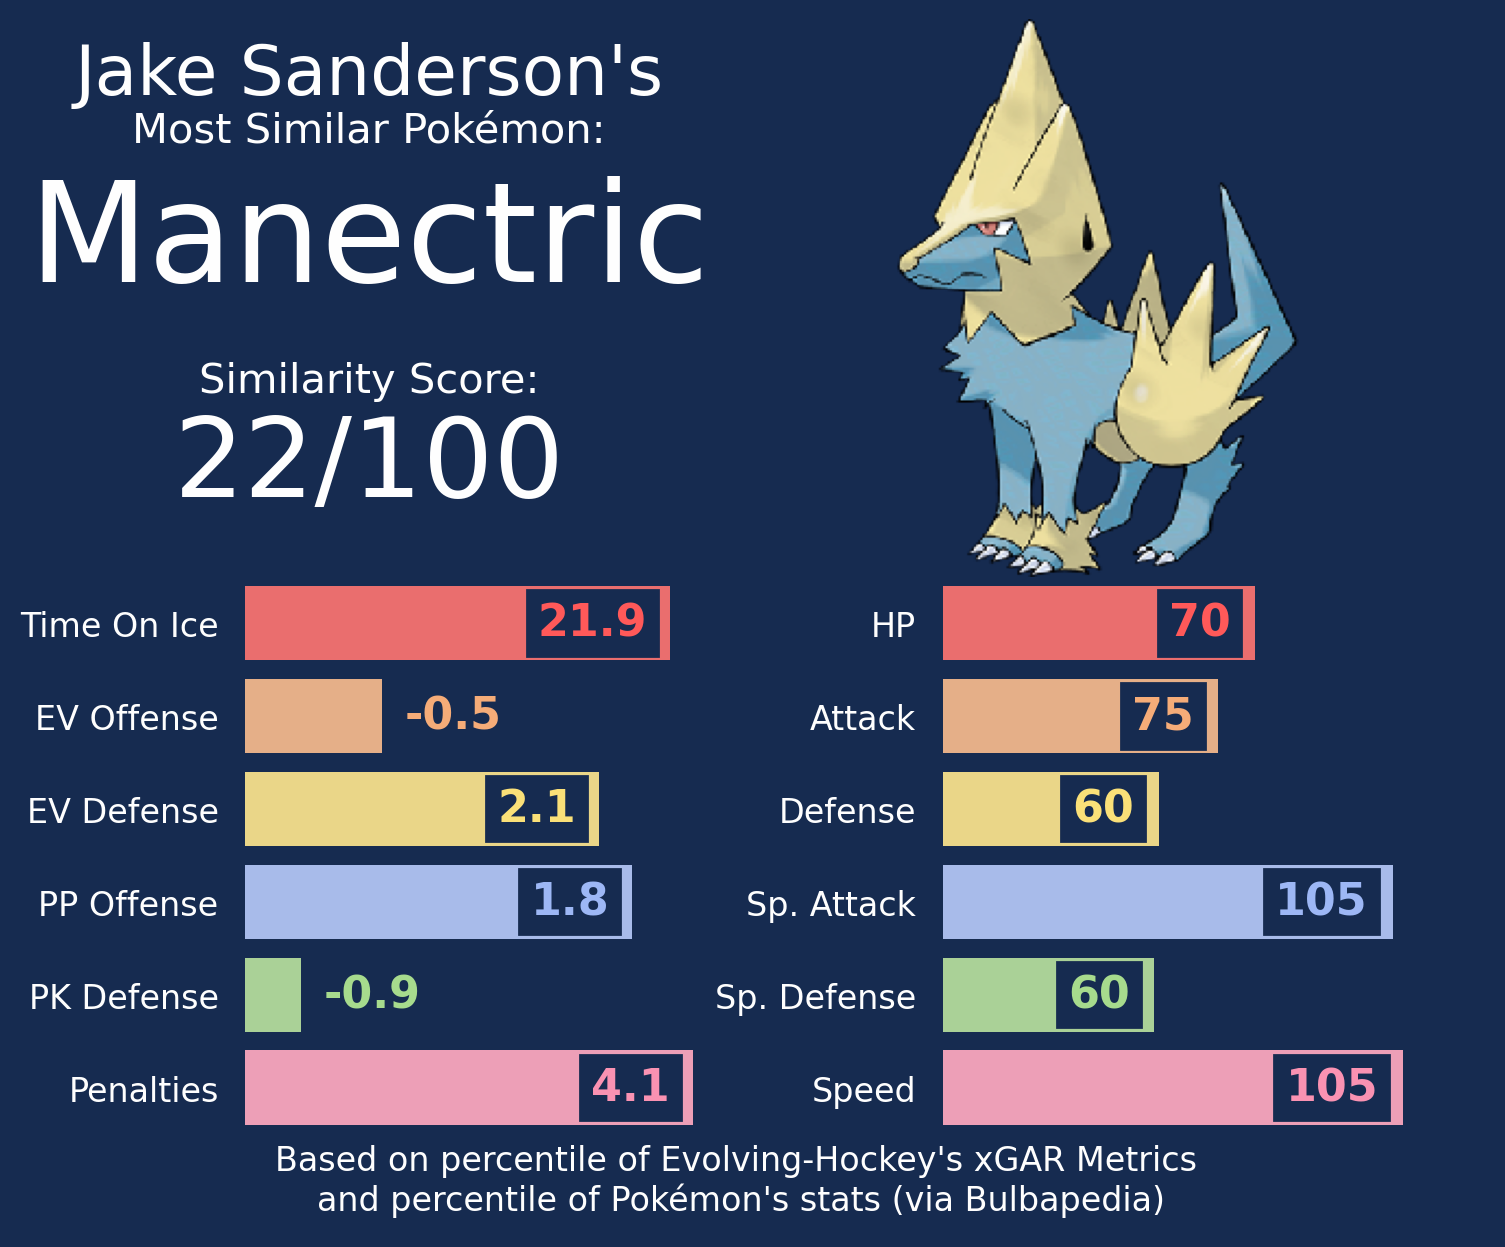 Jake Sanderson's
Most Similar Pokémon:
Manectric
Similarity Score:
22/100
Time On Ice 21.9
EV Offense -0.5
EV Defense 2.1
PP Offense 1.8
PK Defense -0.9
Penalties 4.1
HP 70
Attack 75
Defense 60
Sp. Attack 105
Sp. Defense 60
Speed 105
Based on percentile of Evolving-Hockey's xGAR Metrics
and percentile of Pokémon's stats (via Bulbapedia)